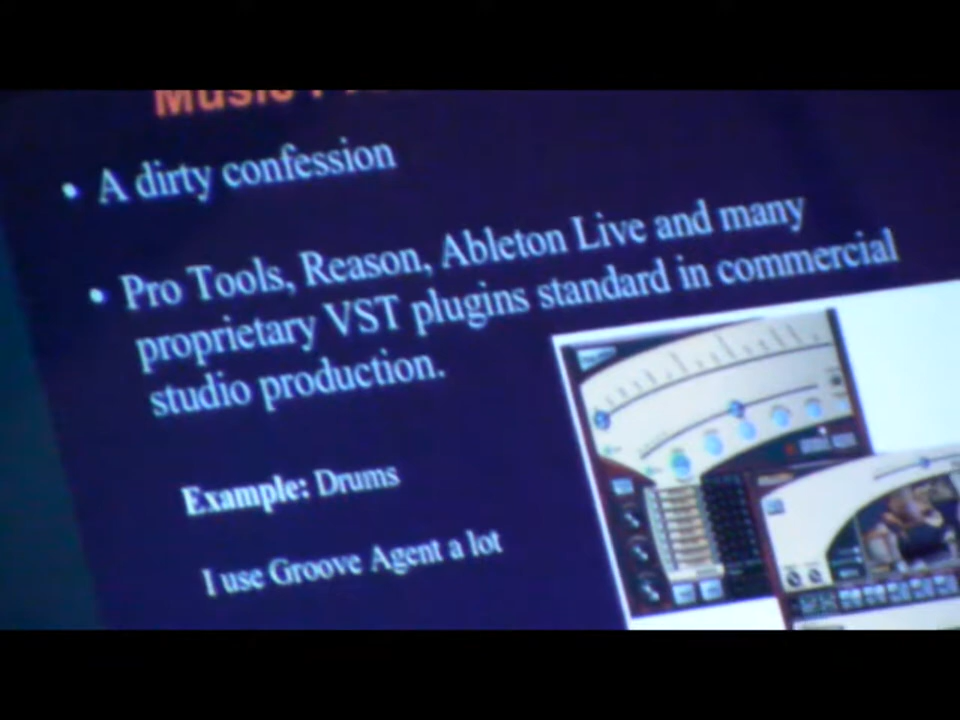 Music
• A dirty confession
• Pro Tools, Reason, Ableton Live and many
proprietary VST plugins standard in commercial
studio production.
Example: Drums
I use Groove Agent a lot